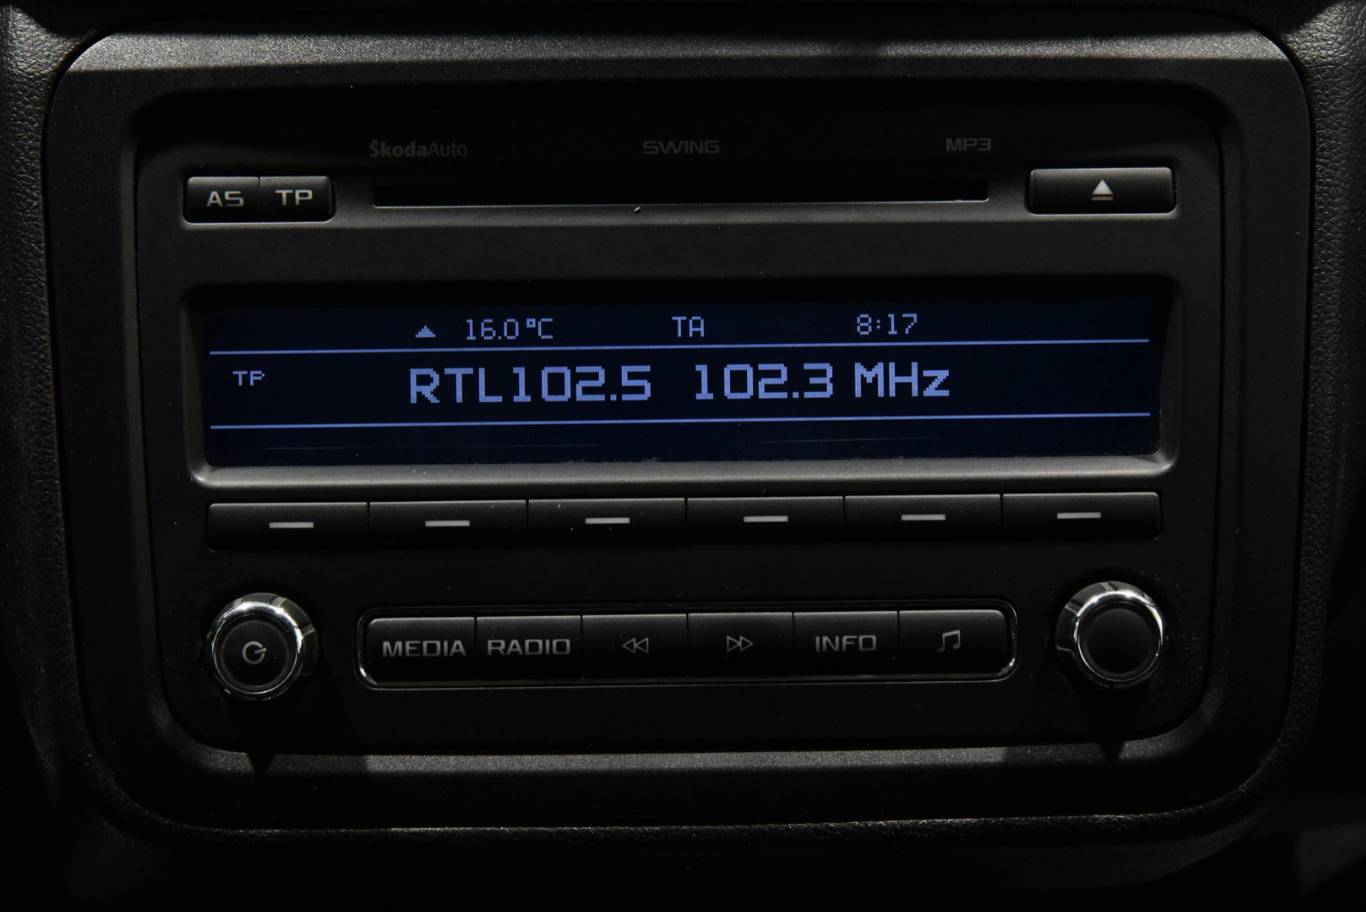 ŠkodaAuto SWING MP3
AS TP
16.0°C TA 8:17
TP RTL102.5 102.3 MHz
MEDIA RADIO INFO